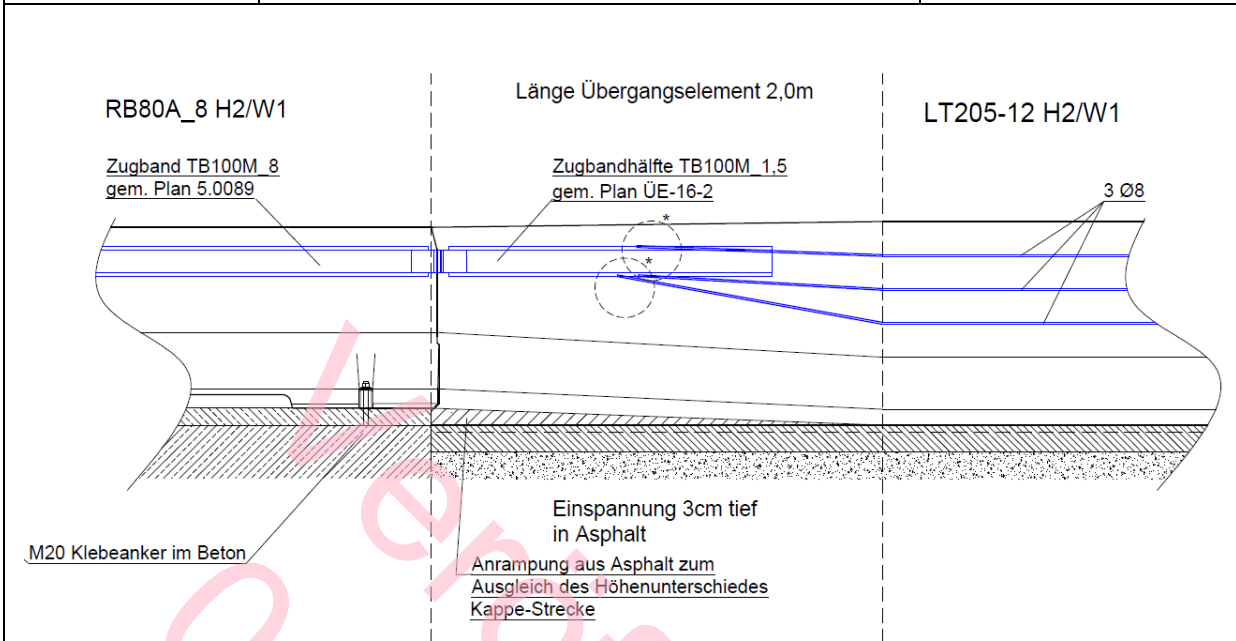 Länge Übergangselement 2,0m
RB80A_8 H2/W1
LT205-12 H2/W1
Zugband TB100M_8
gem. Plan 5.0089
Zugbandhälfte TB100M_1,5
gem. Plan ÜE-16-2
3 Ø8
*
*
Einspannung 3cm tief
in Asphalt
M20 Klebeanker im Beton
Anrampung aus Asphalt zum
Ausgleich des Höhenunterschiedes
Kappe-Strecke